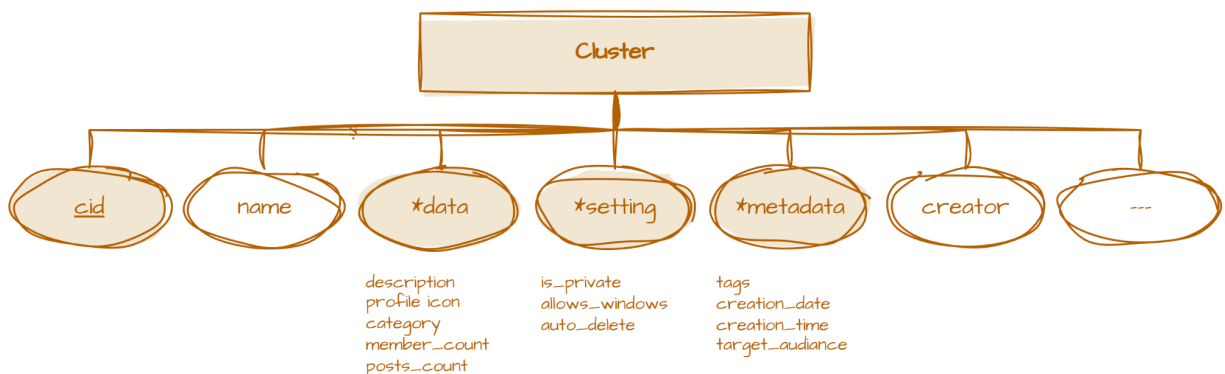 Cluster
cid
name
*data
*setting
*metadata
creator
---
description
profile icon
category
member_count
posts_count
is_private
allows_windows
auto_delete
tags
creation_date
creation_time
target_audiance